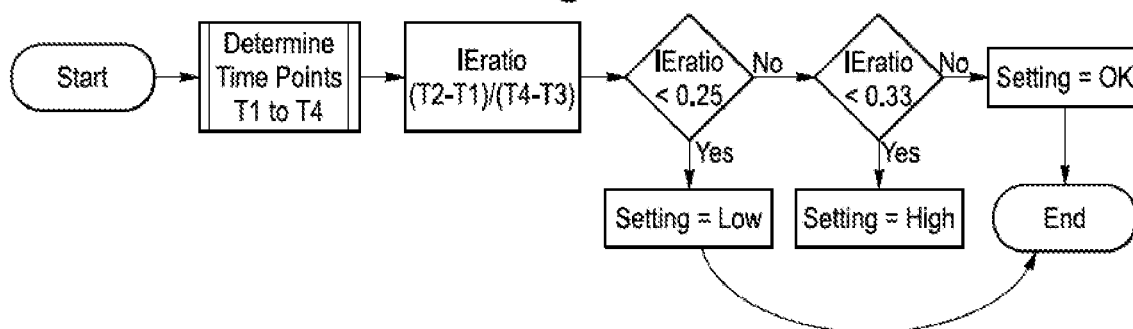 Start
Determine
Time Points
T1 to T4
IEratio
(T2-T1)/(T4-T3)
IEratio
< 0.25
No
Yes
IEratio
< 0.33
No
Yes
Setting = OK
Setting = Low
Setting = High
End